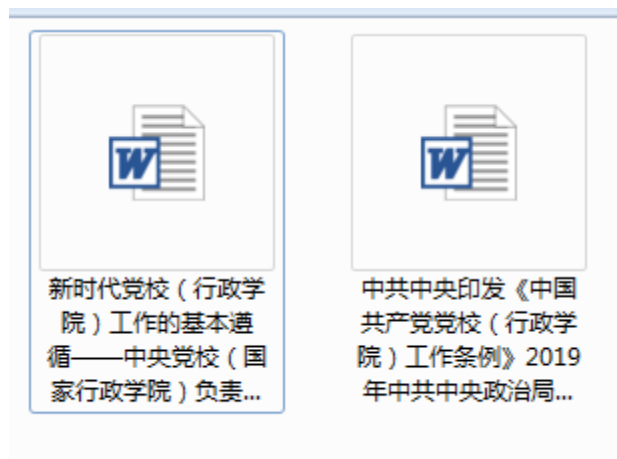 新时代党校（行政学
院）工作的基本遵
循——中央党校（国
家行政学院）负责...
中共中央印发《中国
共产党党校（行政学
院）工作条例》2019
年中共中央政治局...